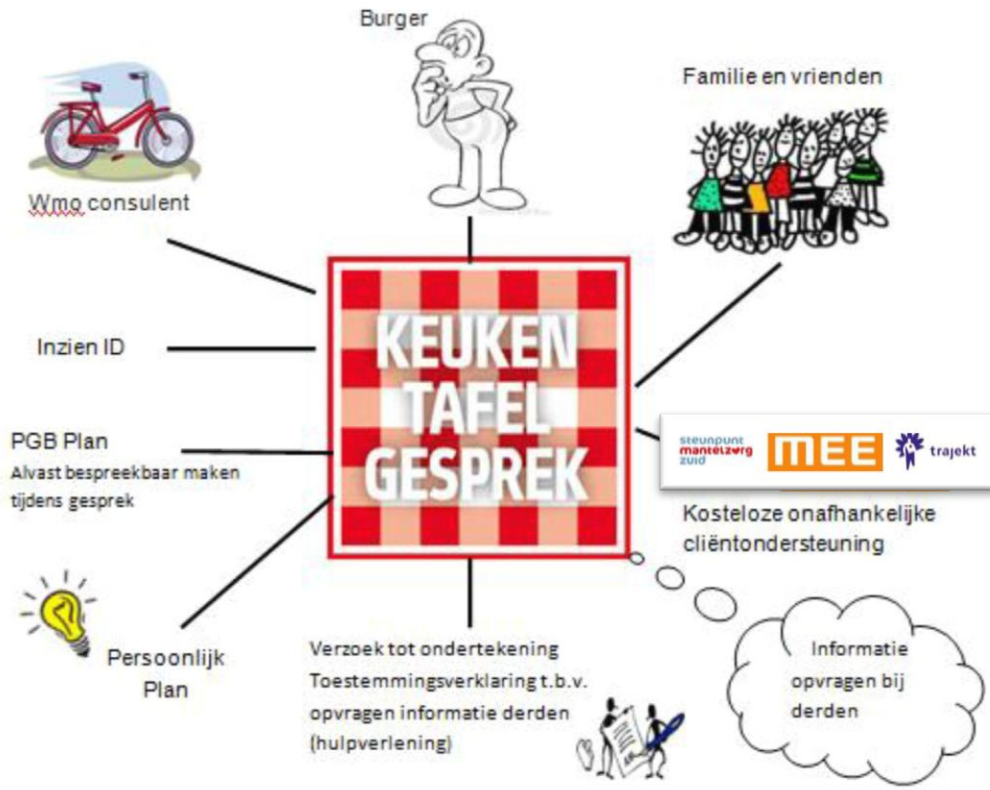 Burger
Familie en vrienden
Wmo consulent
KEUKEN
TAFEL
GESPREK
Inzien ID
PGB Plan
Alvast bespreekbaar maken
tijdens gesprek
steunpunt
mantelzorg
zuid
MEE
trajekt
Kosteloze onafhankelijke
cliëntondersteuning
Persoonlijk
Plan
Verzoek tot ondertekening
Toestemmingsverklaring t.b.v.
opvragen informatie derden
(hulpverlening)
Informatie
opvragen bij
derden